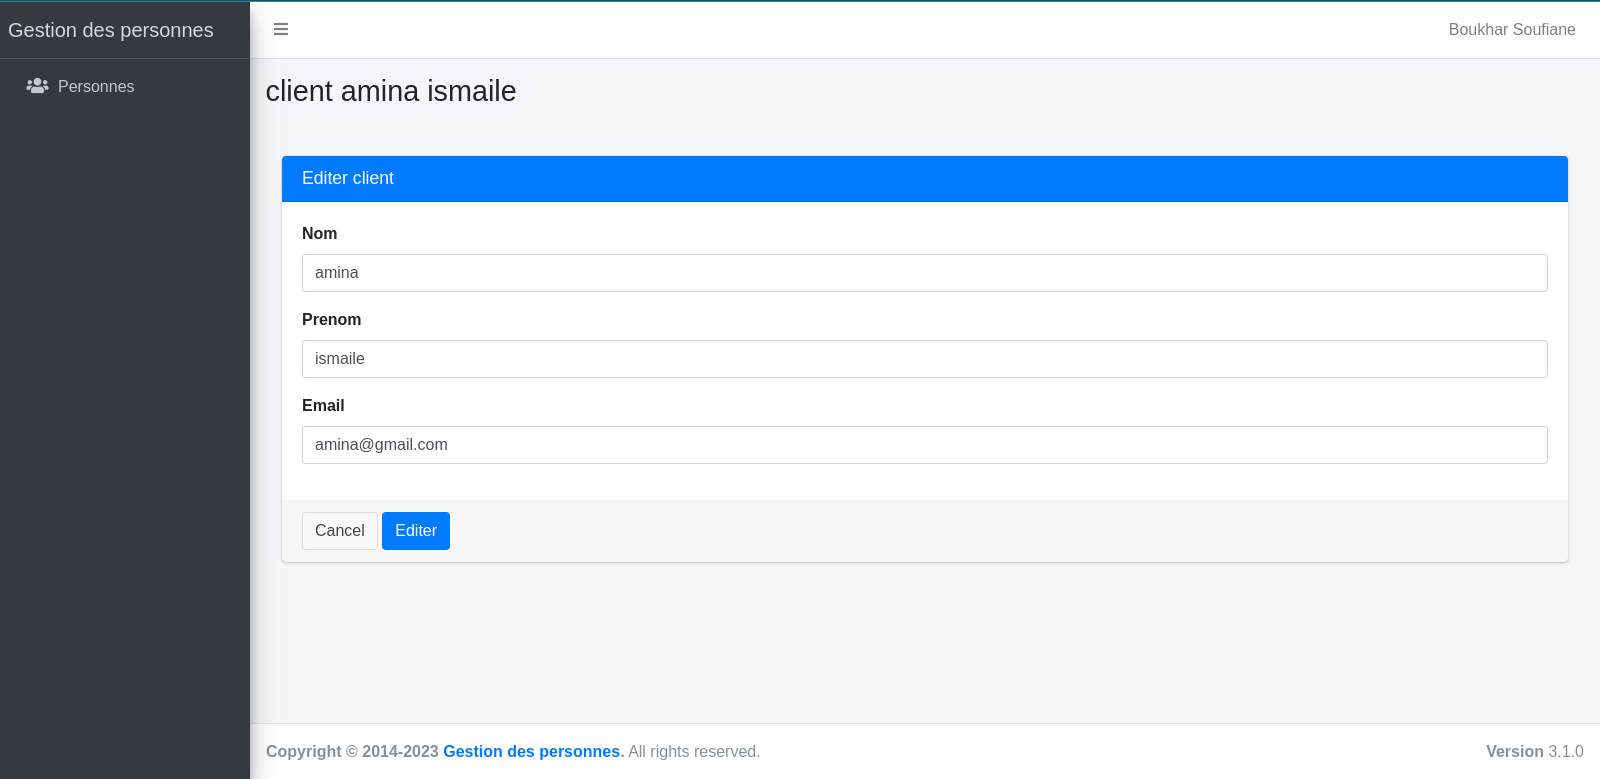 Gestion des personnes
Boukhar Soufiane
Personnes
client amina ismaile
Editer client
Nom
amina
Prenom
ismaile
Email
amina@gmail.com
Cancel Editer
Copyright © 2014-2023 Gestion des personnes. All rights reserved.
Version 3.1.0